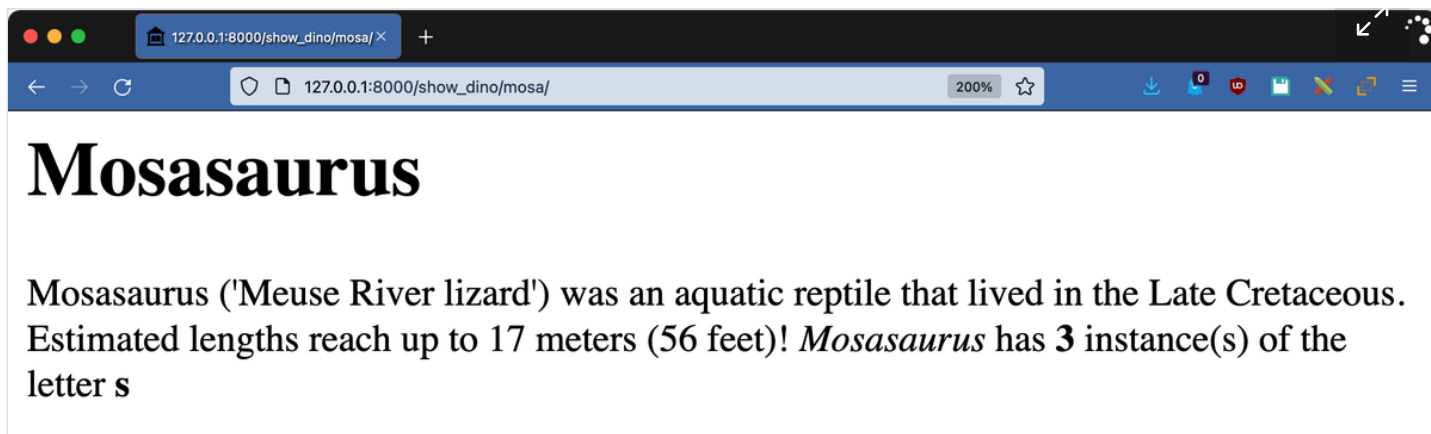 127.0.0.1:8000/show_dino/mosa/
127.0.0.1:8000/show_dino/mosa/
200%
0
UD
Mosasaurus
Mosasaurus ('Meuse River lizard') was an aquatic reptile that lived in the Late Cretaceous.
Estimated lengths reach up to 17 meters (56 feet)! Mosasaurus has 3 instance(s) of the
letter s